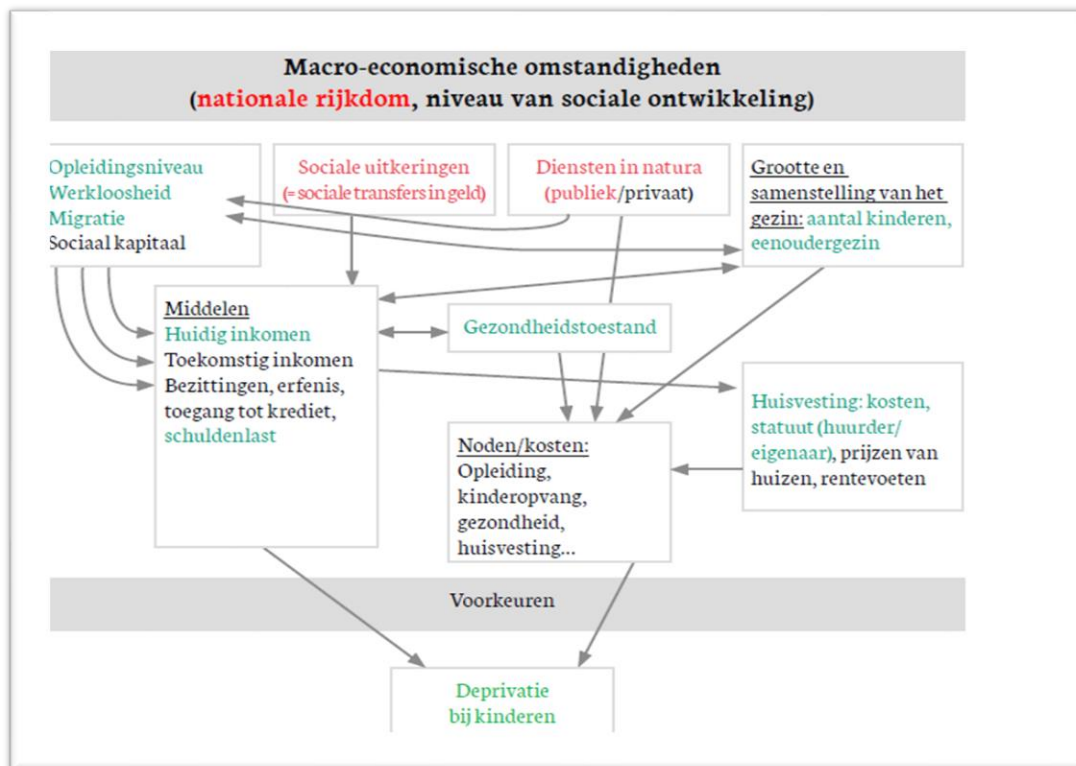 Macro-economische omstandigheden
(nationale rijkdom, niveau van sociale ontwikkeling)
Opleidingsniveau
Werkloosheid
Migratie
Sociaal kapitaal
Sociale uitkeringen
(= sociale transfers in geld)
Diensten in natura
(publiek/privaat)
Grootte en
samenstelling van het
gezin: aantal kinderen,
eenoudergezin
Middelen
Huidig inkomen
Toekomstig inkomen
Bezittingen, erfenis,
toegang tot krediet,
schuldenlast
Gezondheidstoestand
Huisvesting: kosten,
statuut (huurder/
eigenaar), prijzen van
huizen, rentevoeten
Noden/kosten:
Opleiding,
kinderopvang,
gezondheid,
huisvesting...
Voorkeuren
Deprivatie
bij kinderen